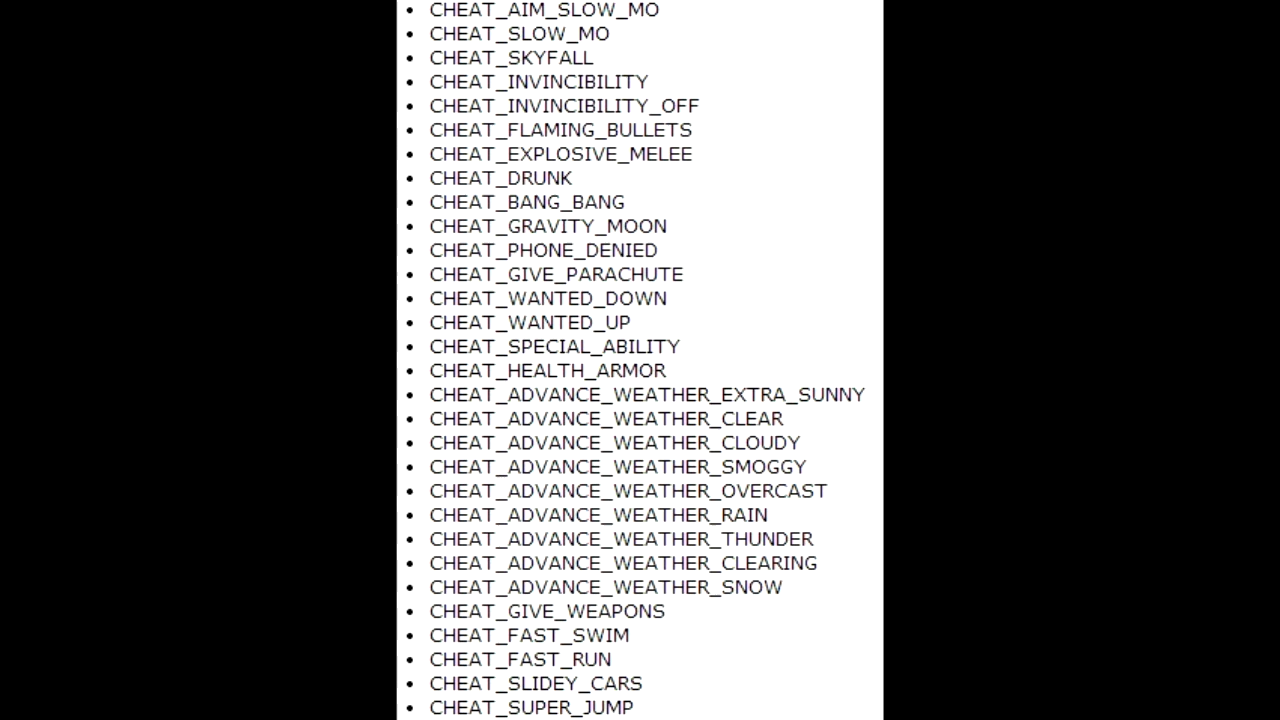 • CHEAT_AIM_SLOW_MO
• CHEAT_SLOW_MO
• CHEAT_SKYFALL
• CHEAT_INVINCIBILITY
• CHEAT_INVINCIBILITY_OFF
• CHEAT_FLAMING_BULLETS
• CHEAT_EXPLOSIVE_MELEE
• CHEAT_DRUNK
• CHEAT_BANG_BANG
• CHEAT_GRAVITY_MOON
• CHEAT_PHONE_DENIED
• CHEAT_GIVE_PARACHUTE
• CHEAT_WANTED_DOWN
• CHEAT_WANTED_UP
• CHEAT_SPECIAL_ABILITY
• CHEAT_HEALTH_ARMOR
• CHEAT_ADVANCE_WEATHER_EXTRA_SUNNY
• CHEAT_ADVANCE_WEATHER_CLEAR
• CHEAT_ADVANCE_WEATHER_CLOUDY
• CHEAT_ADVANCE_WEATHER_SMOGGY
• CHEAT_ADVANCE_WEATHER_OVERCAST
• CHEAT_ADVANCE_WEATHER_RAIN
• CHEAT_ADVANCE_WEATHER_THUNDER
• CHEAT_ADVANCE_WEATHER_CLEARING
• CHEAT_ADVANCE_WEATHER_SNOW
• CHEAT_GIVE_WEAPONS
• CHEAT_FAST_SWIM
• CHEAT_FAST_RUN
• CHEAT_SLIDEY_CARS
• CHEAT_SUPER_JUMP